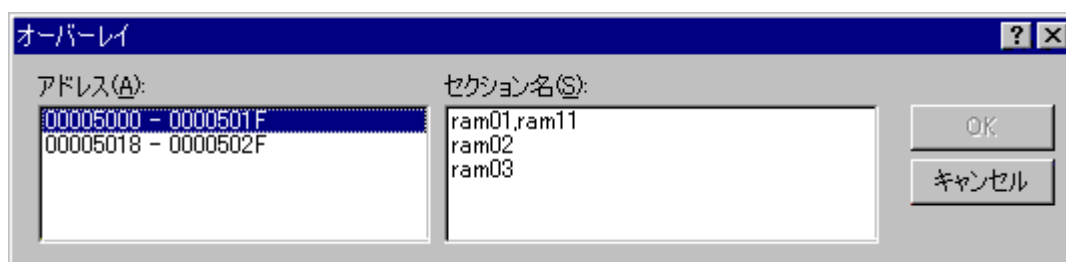 オーバーレイ
アドレス(A):
00005000 - 0000501F
00005018 - 0000502F
セクション名(S):
ram01,ram11
ram02
ram03
OK
キャンセル